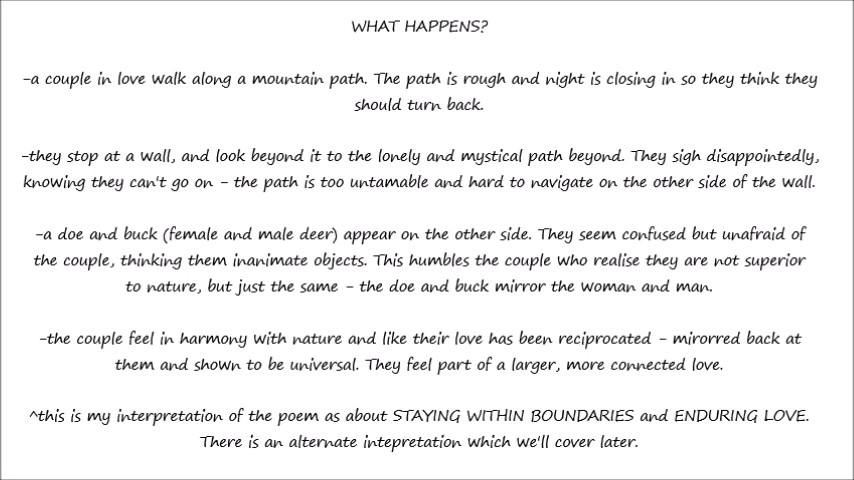 WHAT HAPPENS?
-a couple in love walk along a mountain path. The path is rough and night is closing in so they think they
should turn back.
-they stop at a wall, and look beyond it to the lonely and mystical path beyond. They sigh disappointedly,
knowing they can't go on - the path is too untamable and hard to navigate on the other side of the wall.
-a doe and buck (female and male deer) appear on the other side. They seem confused but unafraid of
the couple, thinking them inanimate objects. This humbles the couple who realise they are not superior
to nature, but just the same - the doe and buck mirror the woman and man.
-the couple feel in harmony with nature and like their love has been reciprocated - mirorred back at
them and shown to be universal. They feel part of a larger, more connected love.
^this is my interpretation of the poem as about STAYING WITHIN BOUNDARIES and ENDURING LOVE.
There is an alternate intepretation which we'll cover later.